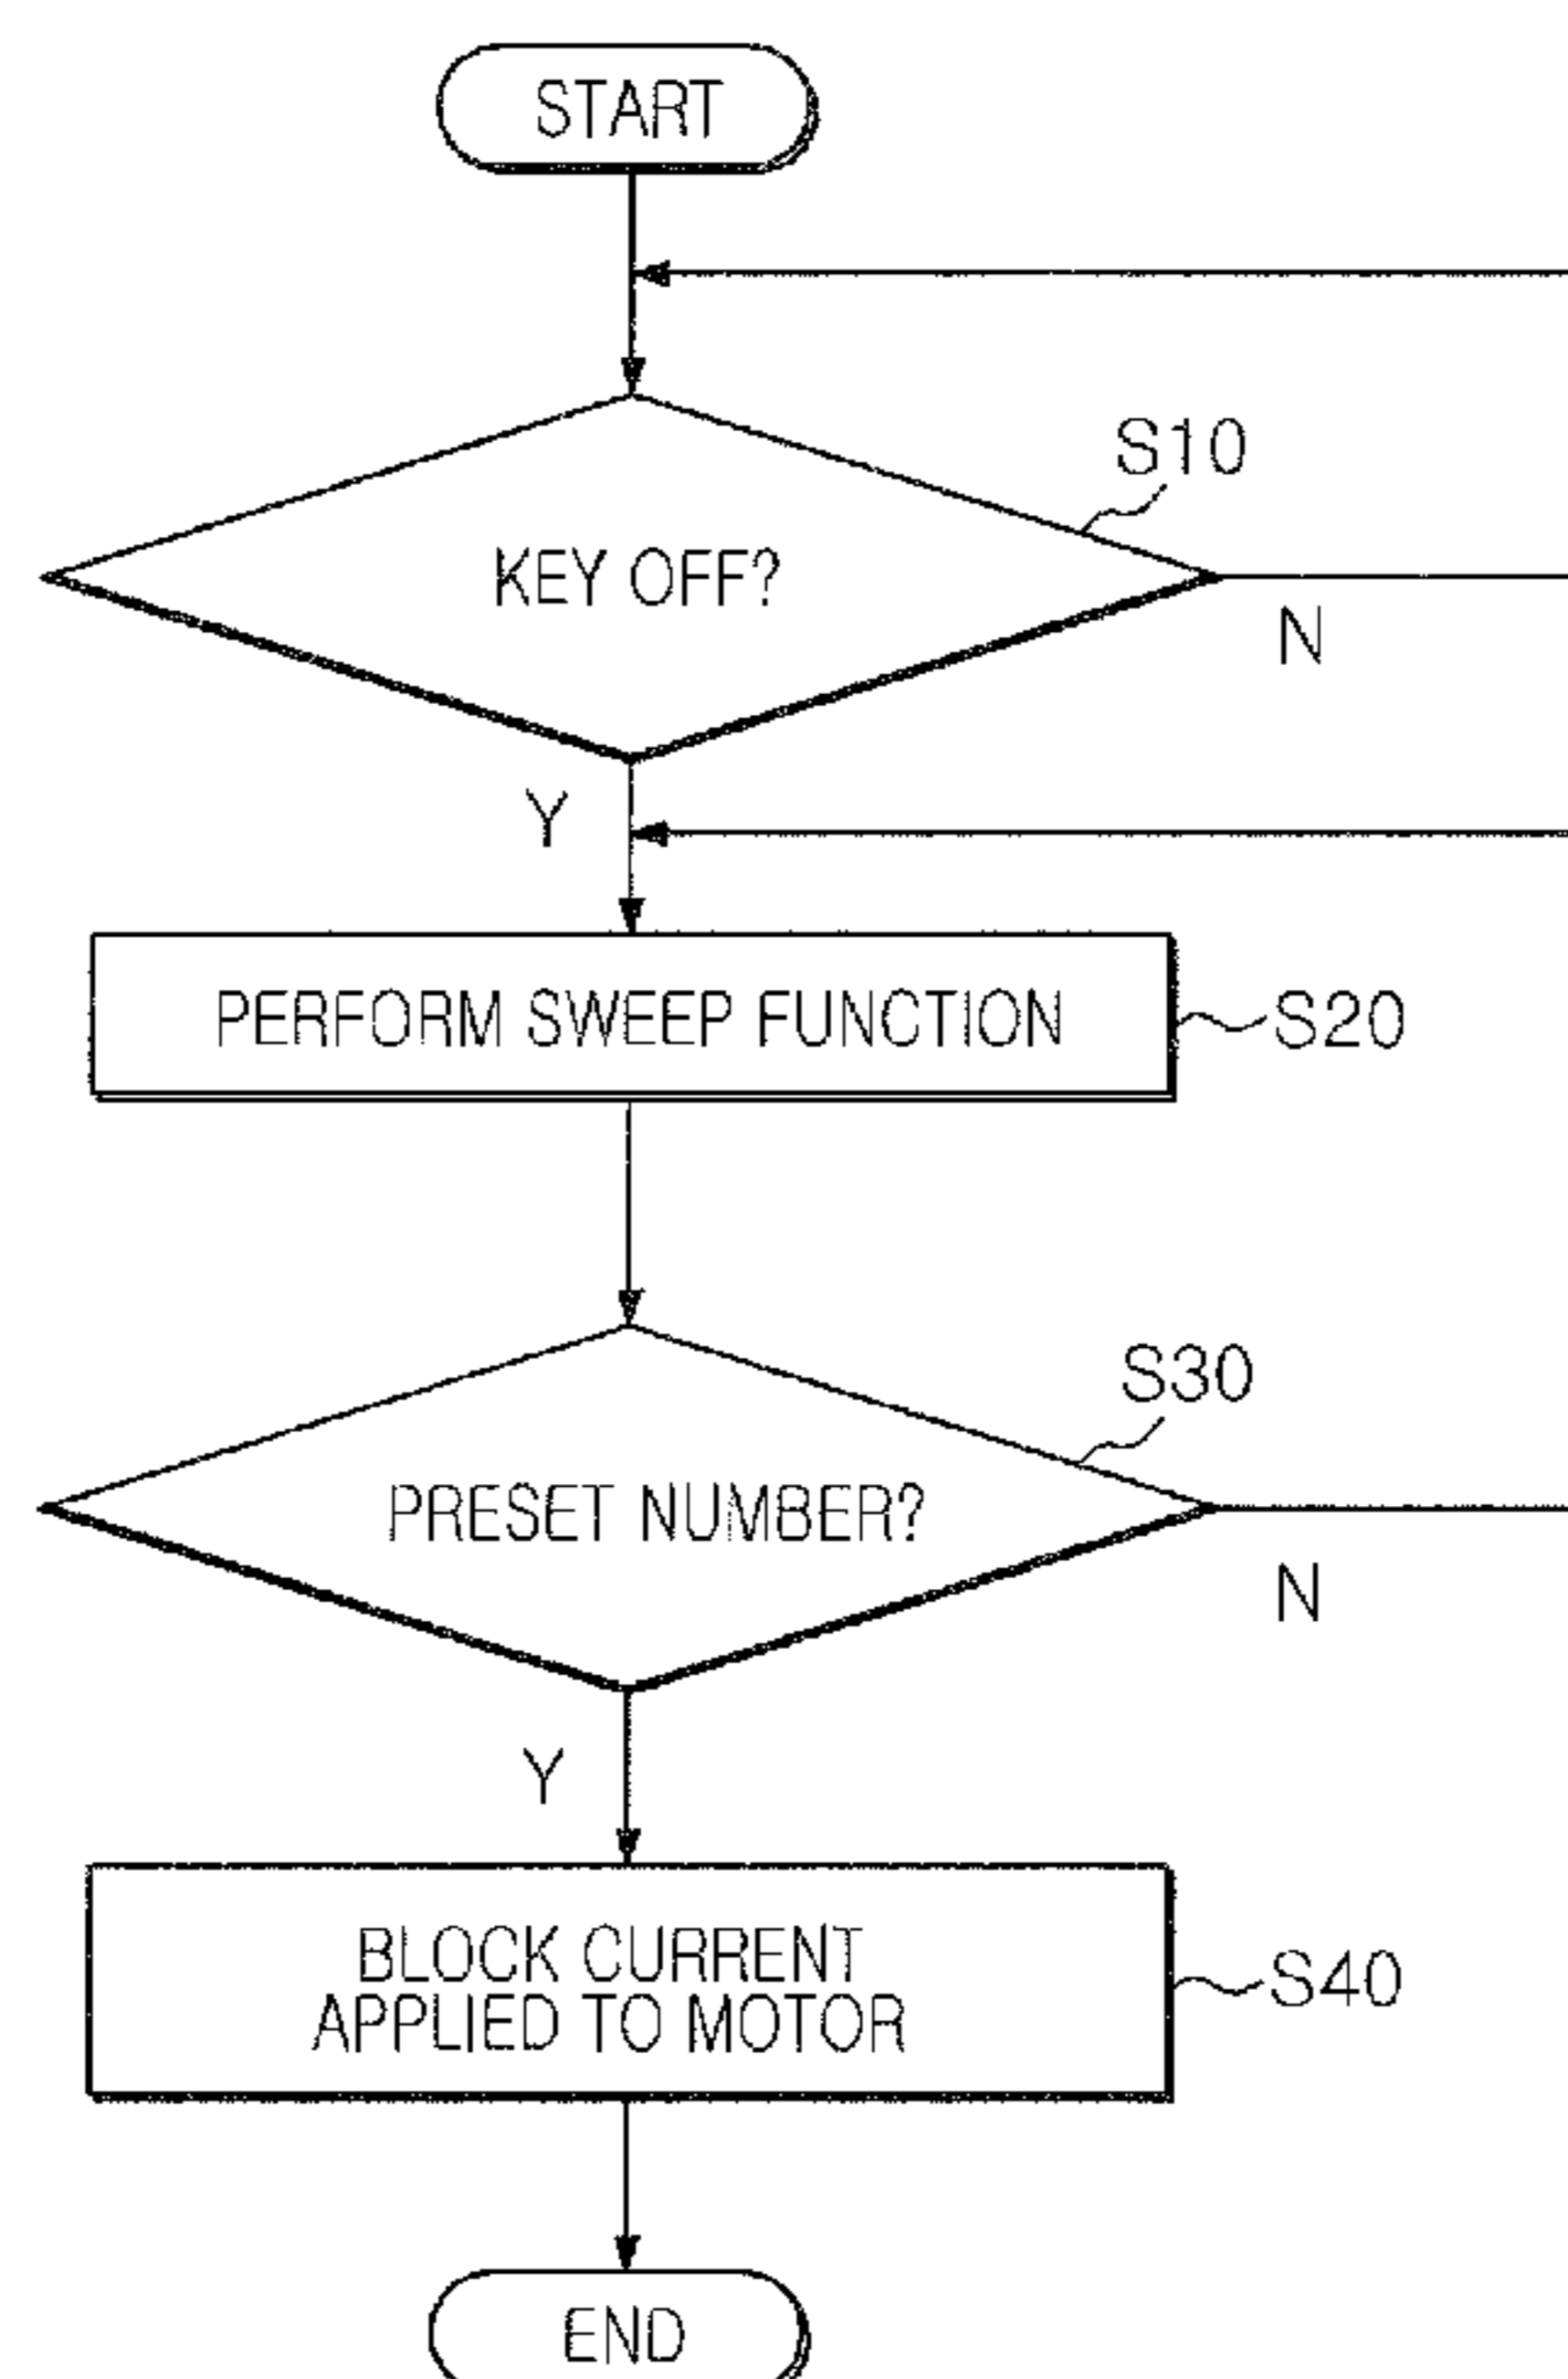 START
S10
KEY OFF?
N
Y
PERFORM SWEEP FUNCTION
S20
S30
PRESET NUMBER?
N
Y
BLOCK CURRENT
APPLIED TO MOTOR
S40
END